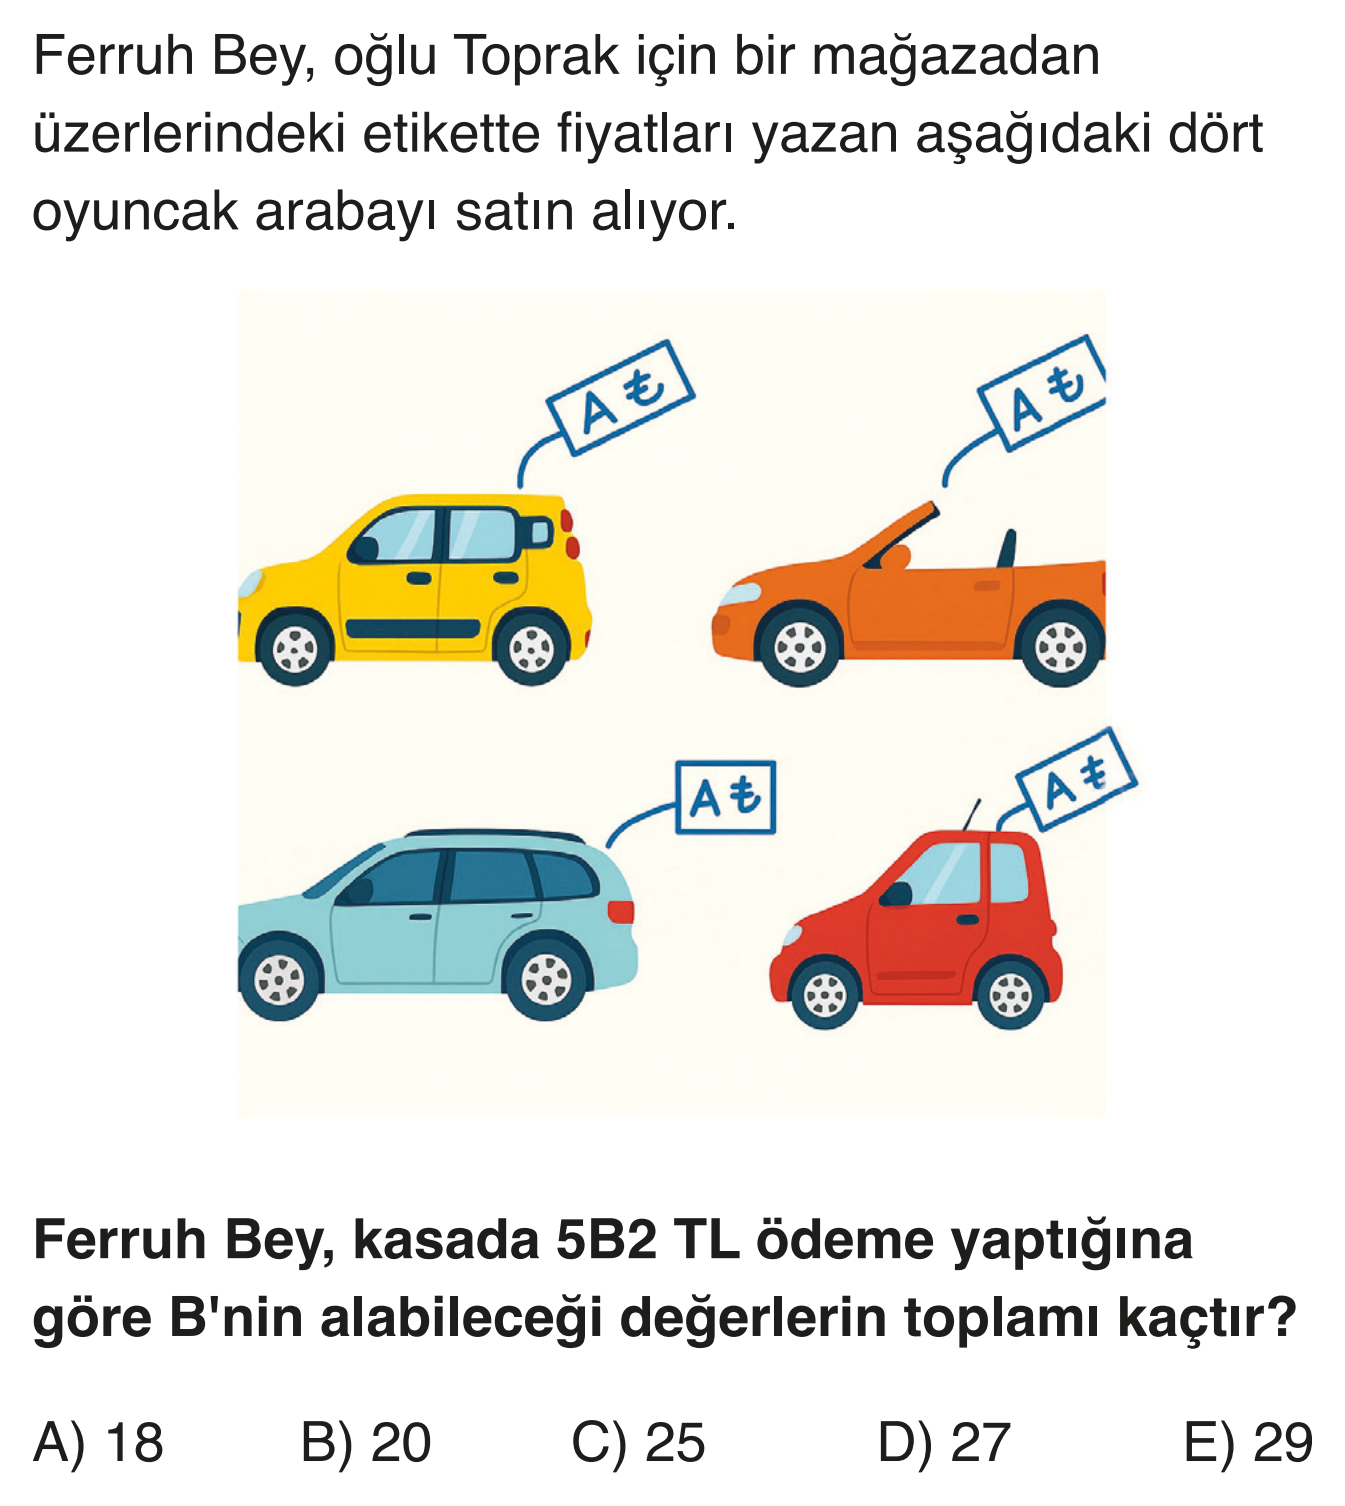 Ferruh Bey, oğlu Toprak için bir mağazadan
üzerlerindeki etikette fiyatları yazan aşağıdaki dört
oyuncak arabayı satın alıyor.
A ₺
A ₺
A ₺
A ₺
Ferruh Bey, kasada 5B2 TL ödeme yaptığına
göre B'nin alabileceği değerlerin toplamı kaçtır?
A) 18 B) 20 C) 25 D) 27 E) 29